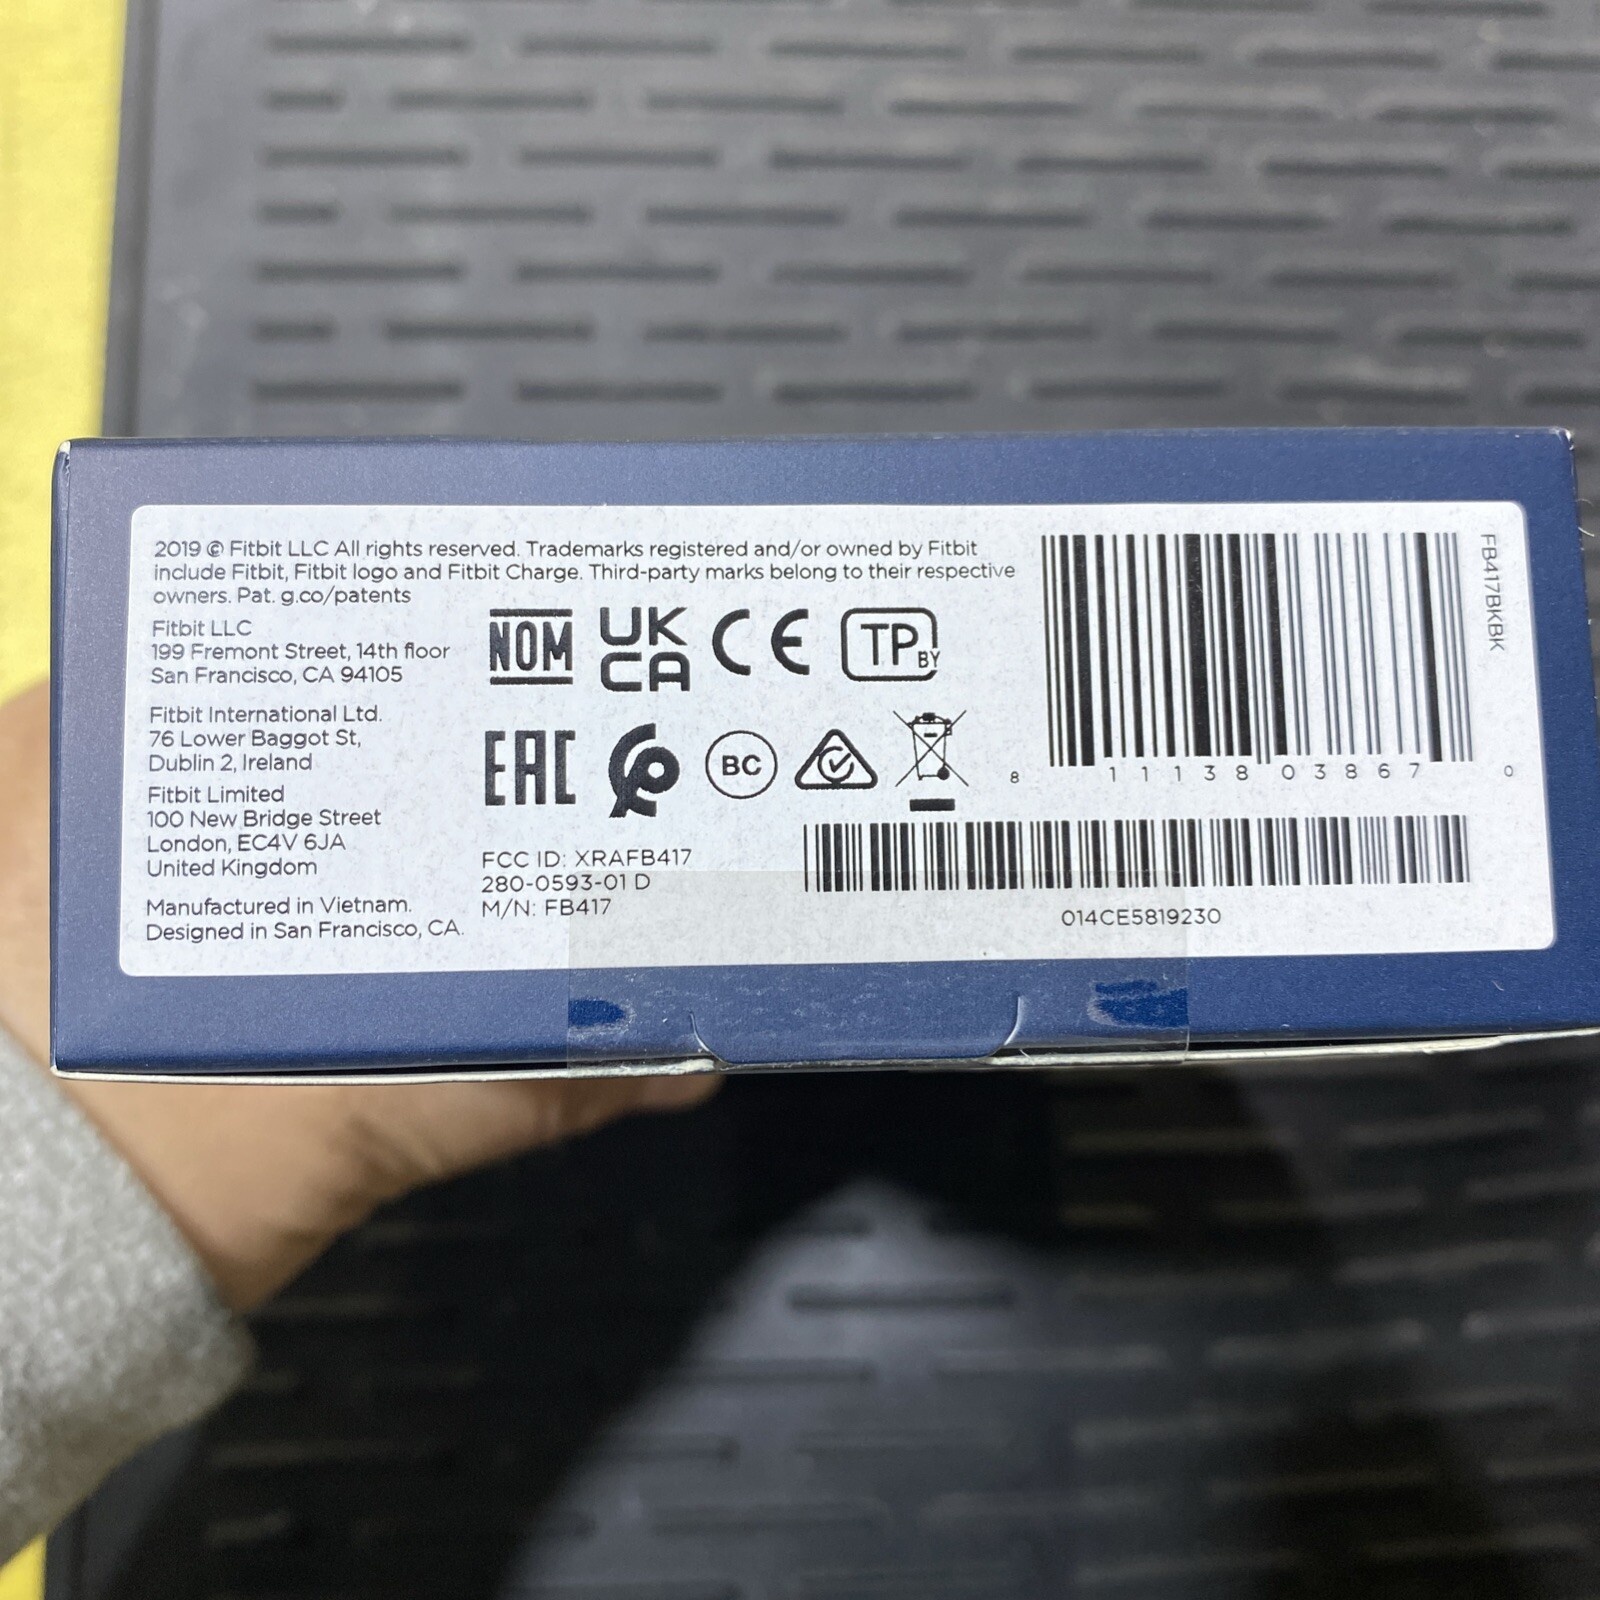 2019 © Fitbit LLC All rights reserved. Trademarks registered and/or owned by Fitbit
include Fitbit, Fitbit logo and Fitbit Charge. Third-party marks belong to their respective
owners. Pat. g.co/patents
Fitbit LLC
199 Fremont Street, 14th floor
San Francisco, CA 94105
Fitbit International Ltd.
76 Lower Baggot St,
Dublin 2, Ireland
Fitbit Limited
100 New Bridge Street
London, EC4V 6JA
United Kingdom
Manufactured in Vietnam.
Designed in San Francisco, CA.
NOM
UK
CA
CE
TP BY
EAC
BC
FCC ID: XRAFB417
280-0593-01 D
M/N: FB417
8 11138 03867 0
014CE5819230
FB417BKBK